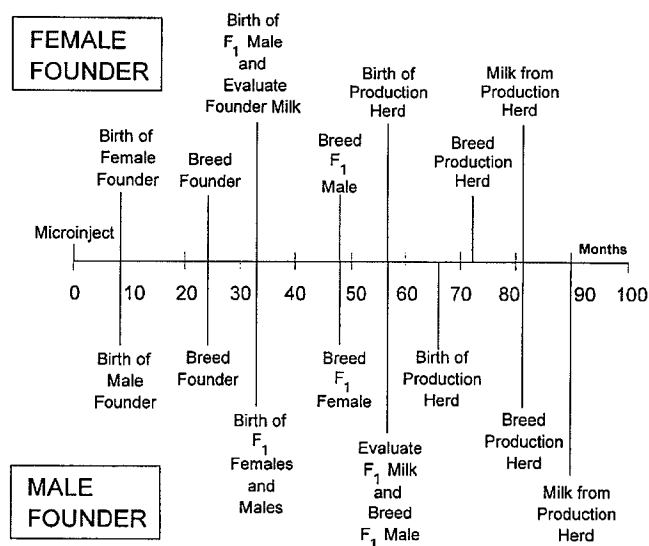 FEMALE
FOUNDER
Birth of
F1 Male
and
Evaluate
Founder Milk
Birth of
Production
Herd
Milk from
Production
Herd
Birth of
Female
Founder
Breed
Founder
Breed
F1
Male
Breed
Production
Herd
Microinject
Months
0 10 20 30 40 50 60 70 80 90 100
Birth of
Male
Founder
Breed
Founder
Birth of
F1
Females
and
Males
Breed
F1
Female
Evaluate
F1 Milk
and
Breed
F1 Male
Birth of
Production
Herd
Breed
Production
Herd
Milk from
Production
Herd
MALE
FOUNDER